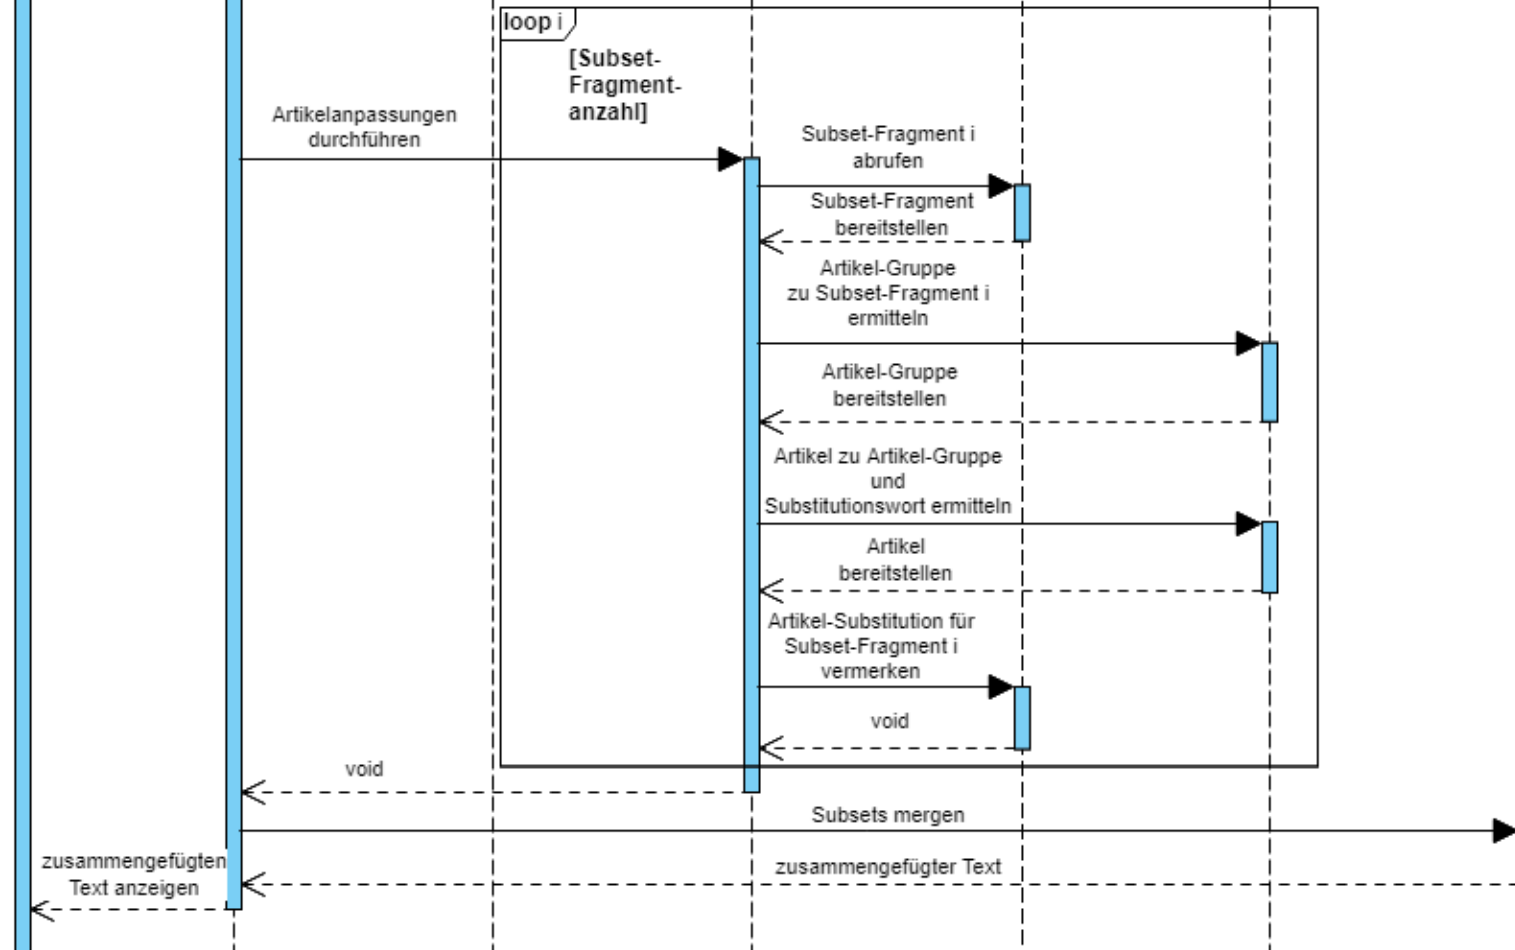 loop i
[Subset-
Fragment-
anzahl]
Artikelanpassungen
durchführen
Subset-Fragment i
abrufen
Subset-Fragment
bereitstellen
Artikel-Gruppe
zu Subset-Fragment i
ermitteln
Artikel-Gruppe
bereitstellen
Artikel zu Artikel-Gruppe
und
Substitutionswort ermitteln
Artikel
bereitstellen
Artikel-Substitution für
Subset-Fragment i
vermerken
void
void
Subsets mergen
zusammengefügten
Text anzeigen
zusammengefügter Text